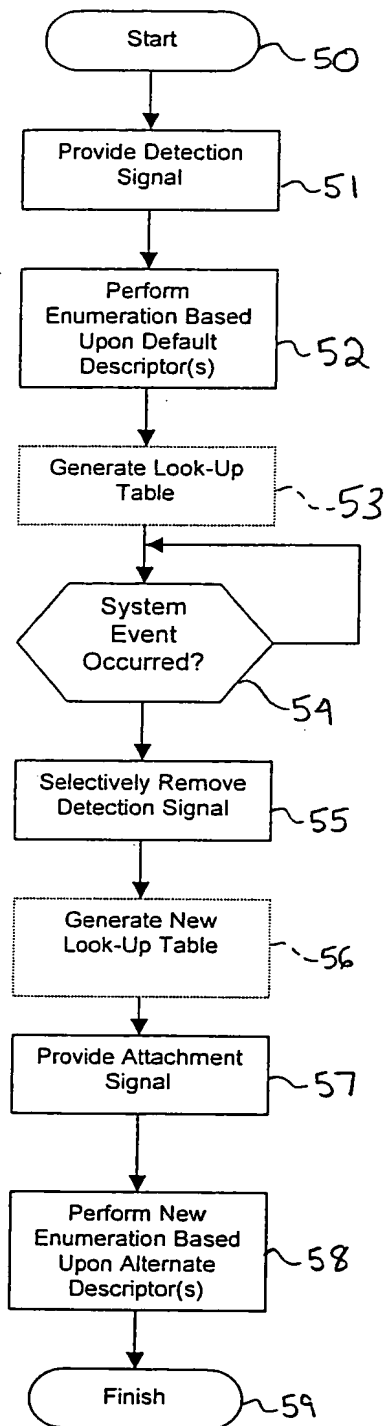 Start
50
Provide Detection
Signal
51
Perform
Enumeration Based
Upon Default
Descriptor(s)
52
Generate Look-Up
Table
53
System
Event
Occurred?
54
Selectively Remove
Detection Signal
55
Generate New
Look-Up Table
56
Provide Attachment
Signal
57
Perform New
Enumeration Based
Upon Alternate
Descriptor(s)
58
Finish
59